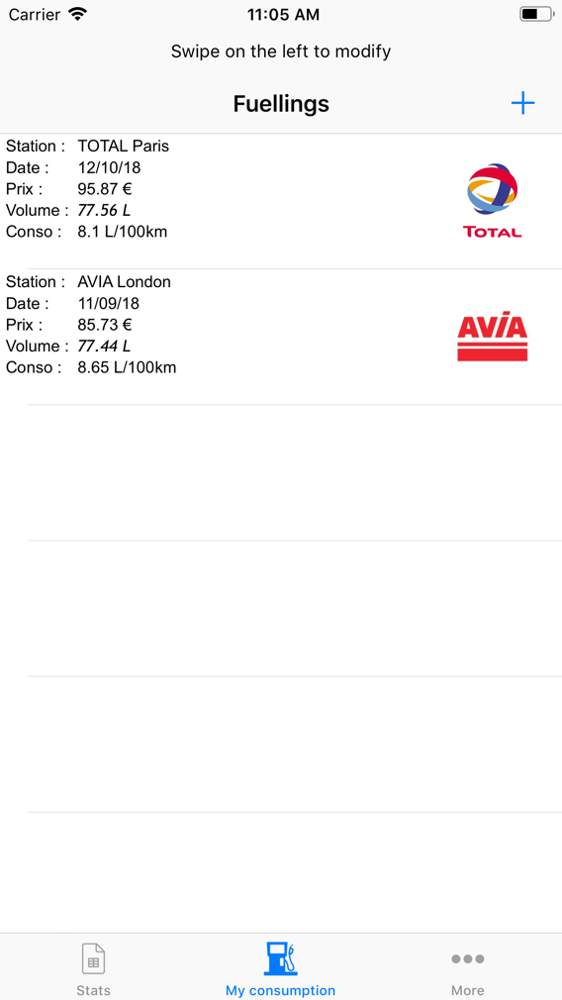 Carrier 11:05 AM
Swipe on the left to modify
Fuellings +
Station : TOTAL Paris
Date : 12/10/18
Prix : 95.87 €
Volume : 77.56 L
Conso : 8.1 L/100km
TOTAL
Station : AVIA London
Date : 11/09/18
Prix : 85.73 €
Volume : 77.44 L
Conso : 8.65 L/100km
AVIA
Stats My consumption More